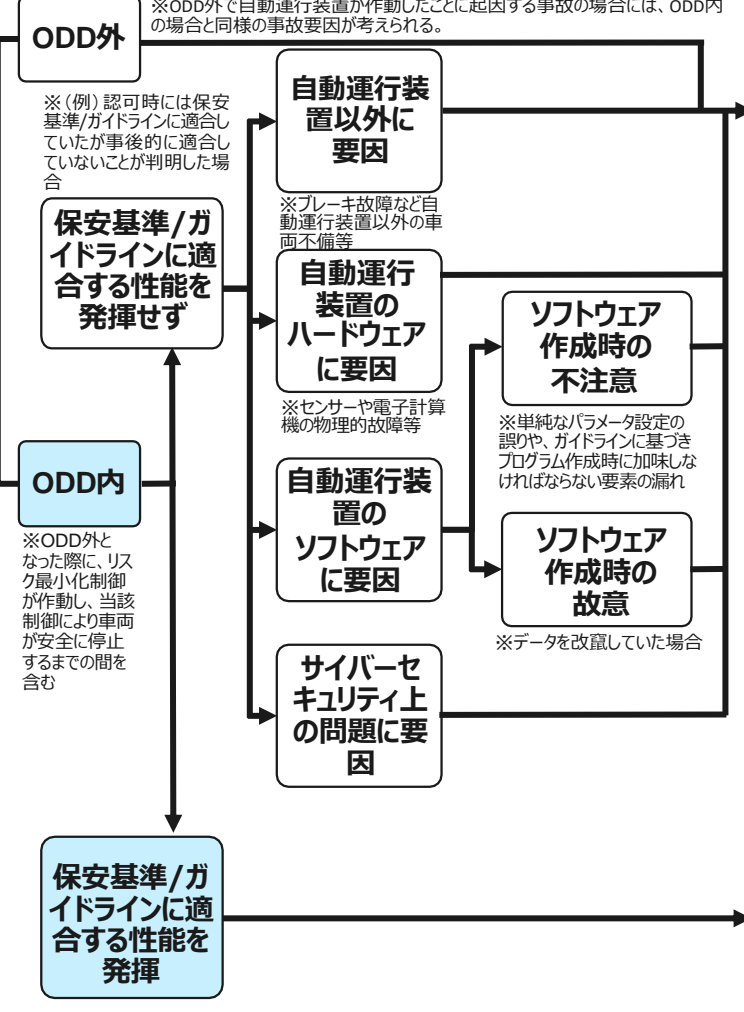 ※ODD外で自動運行装置が作動したことに起因する事故の場合には、ODD内
の場合と同様の事故要因が考えられる。
ODD外
※(例)認可時には保安
基準/ガイドラインに適合し
ていたが事後的に適合し
ていないことが判明した場
合
自動運行装
置以外に
要因
※ブレーキ故障など自
動運行装置以外の車
両不備等
保安基準/ガ
イドラインに適
合する性能を
発揮せず
自動運行
装置の
ハードウェア
に要因
※センサーや電子計算
機の物理的故障等
ソフトウェア
作成時の
不注意
※単純なパラメータ設定の
誤りや、ガイドラインに基づき
プログラム作成時に加味しな
ければならない要素の漏れ
ODD内
※ODD外と
なった際に、リス
ク最小化制御
が作動し、当該
制御により車両
が安全に停止
するまでの間を
含む
自動運行装
置の
ソフトウェア
に要因
ソフトウェア
作成時の
故意
※データを改竄していた場合
サイバーセ
キュリティ上
の問題に要
因
保安基準/ガ
イドラインに適
合する性能を
発揮